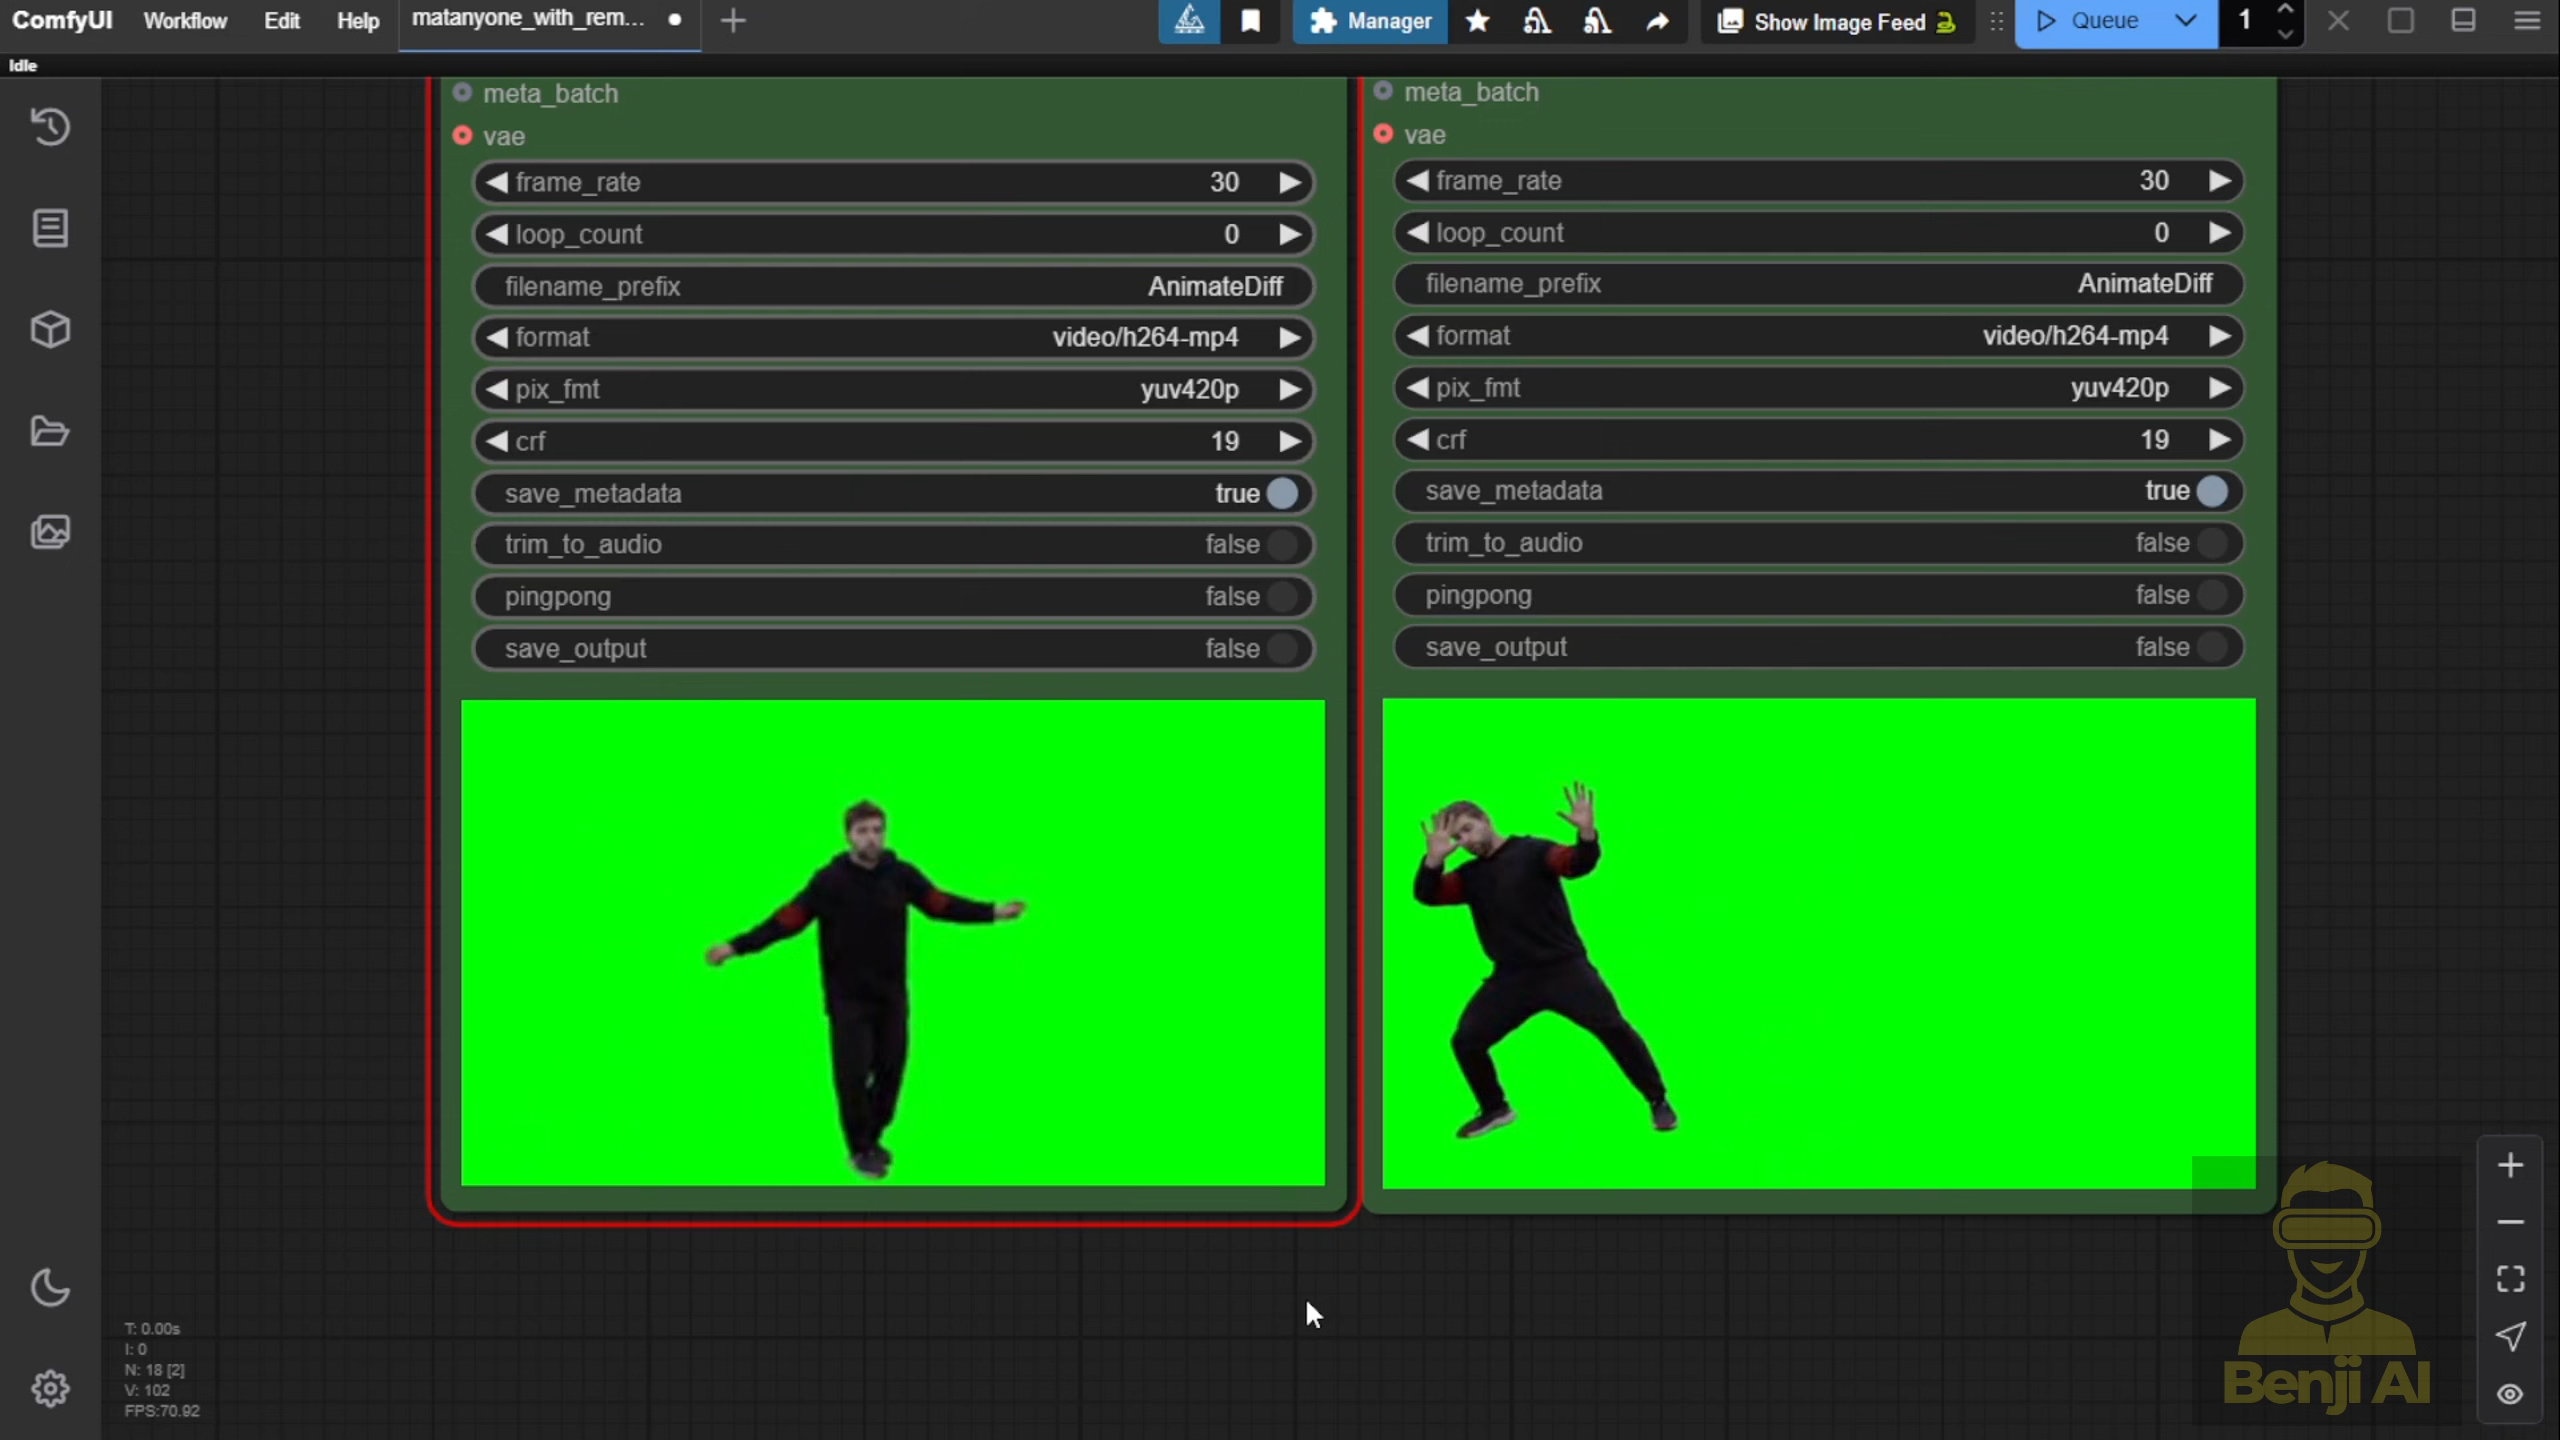 ComfyUI Workflow Edit Help matanyone_with_rem... Manager Show Image Feed Queue 1
Idle
meta_batch
vae
frame_rate 30
loop_count 0
filename_prefix AnimateDiff
format video/h264-mp4
pix_fmt yuv420p
crf 19
save_metadata true
trim_to_audio false
pingpong false
save_output false
meta_batch
vae
frame_rate 30
loop_count 0
filename_prefix AnimateDiff
format video/h264-mp4
pix_fmt yuv420p
crf 19
save_metadata true
trim_to_audio false
pingpong false
save_output false
T: 0.00s
I: 0
N: 18 [2]
V: 102
FPS:70.92
Benji AI